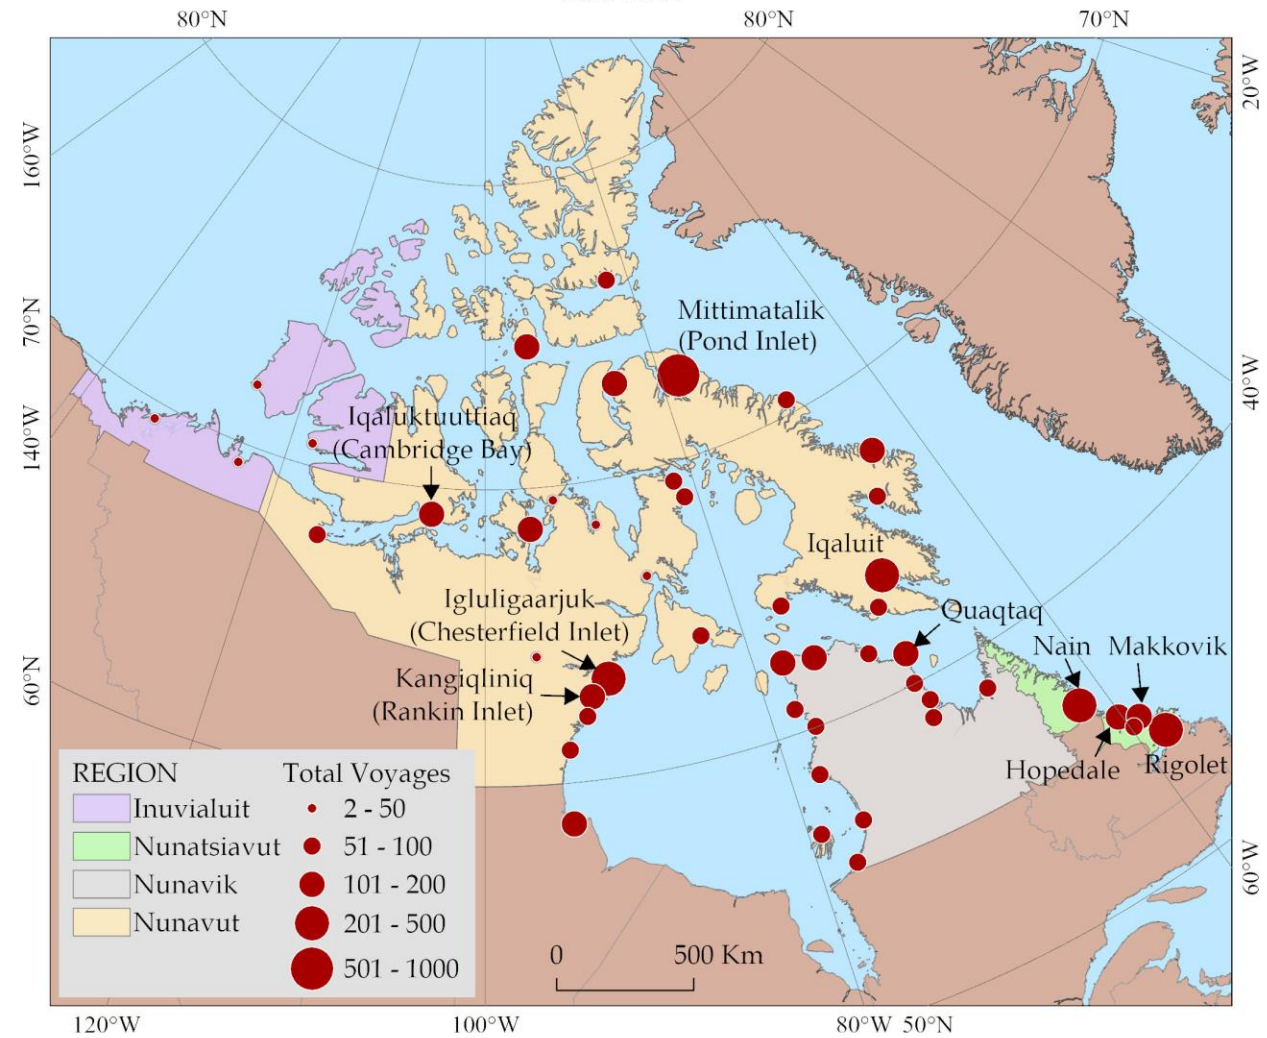 80°N
80°N
70°N
20°W
160°W
Mittimatalik
(Pond Inlet)
70°N
40°W
Iqaluktuuttiaq
(Cambridge Bay)
140°W
Iqaluit
Igluligaarjuk
(Chesterfield Inlet)
Quaqtaq
Nain
Makkovik
Kangiqliniq
(Rankin Inlet)
60°N
Hopedale
Rigolet
REGION
Inuvialuit
Nunatsiavut
Nunavik
Nunavut
Total Voyages
2 - 50
51 - 100
101 - 200
201 - 500
501 - 1000
0
500 Km
60°W
120°W
100°W
80°W
50°N